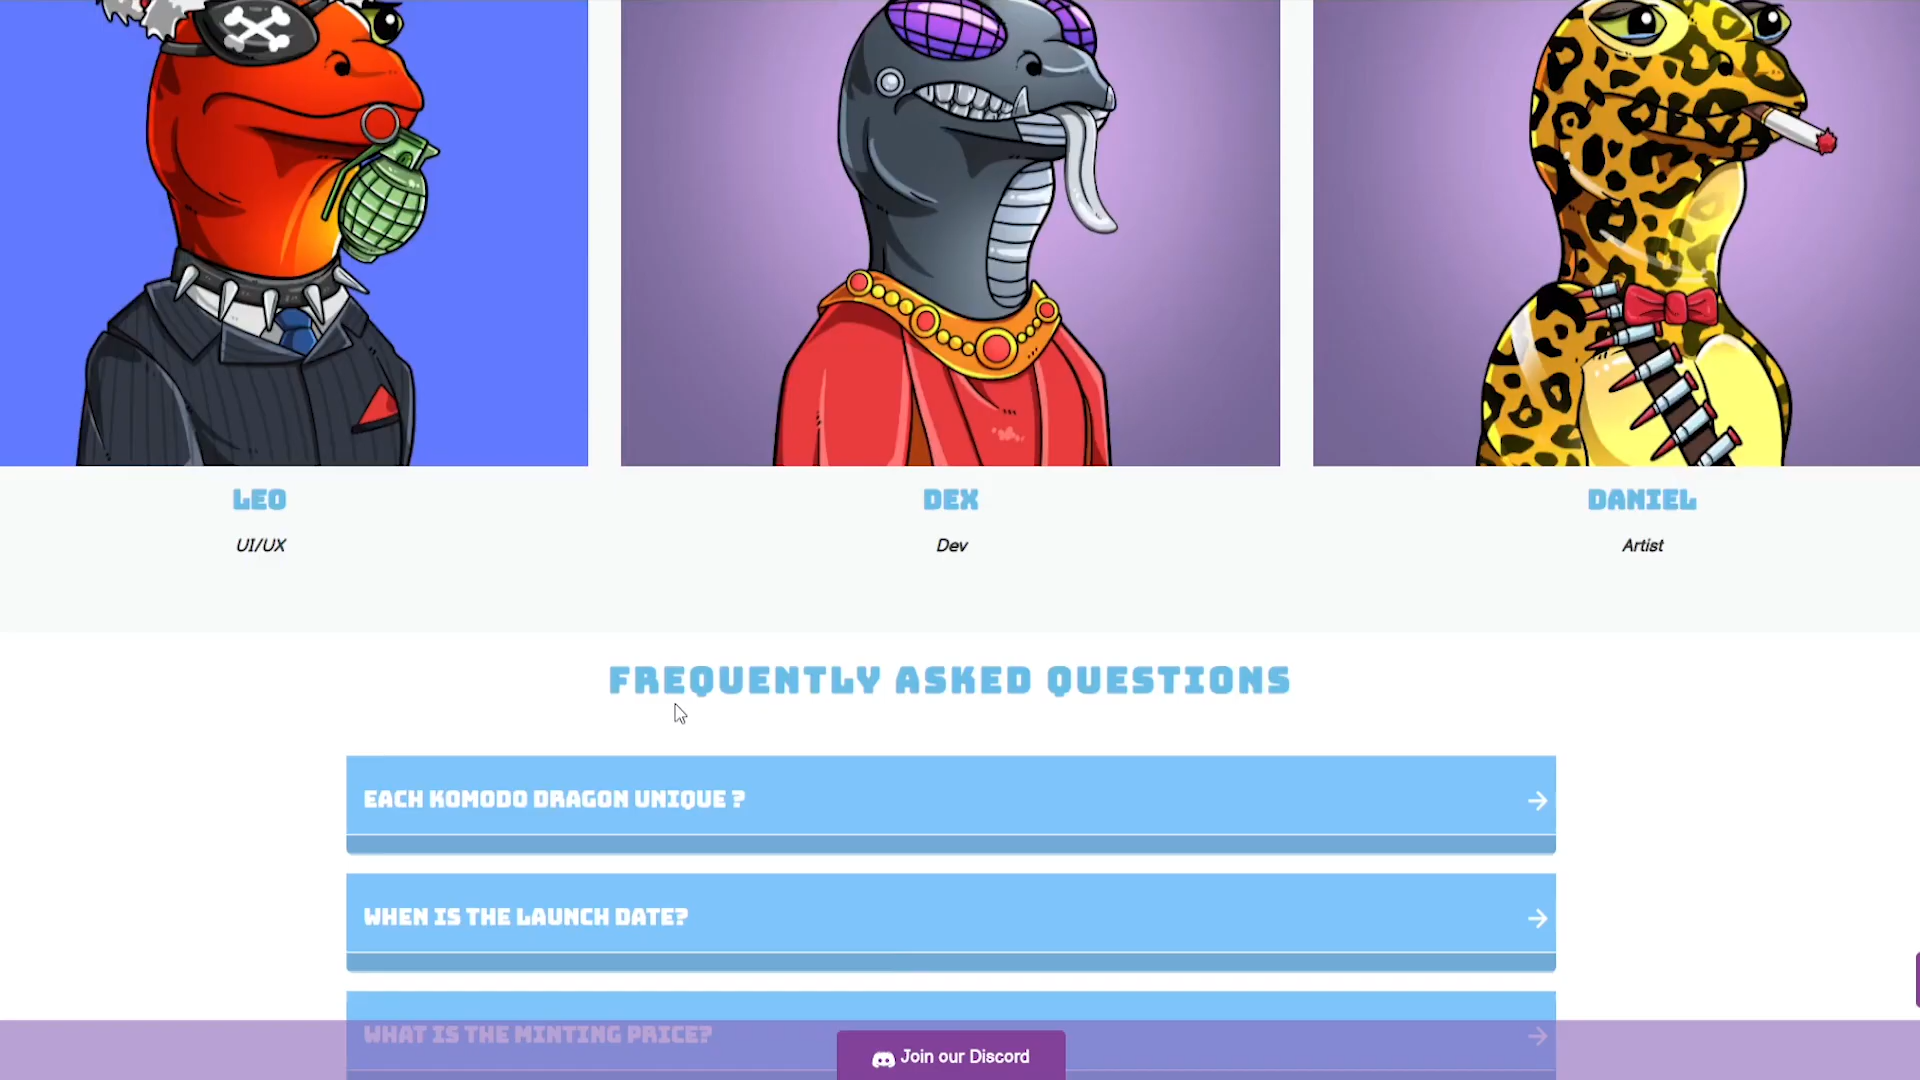 LEO
UI/UX
DEX
Dev
DANIEL
Artist
FREQUENTLY ASKED QUESTIONS
EACH KOMODO DRAGON UNIQUE ?
WHEN IS THE LAUNCH DATE?
WHAT IS THE MINTING PRICE?
Join our Discord